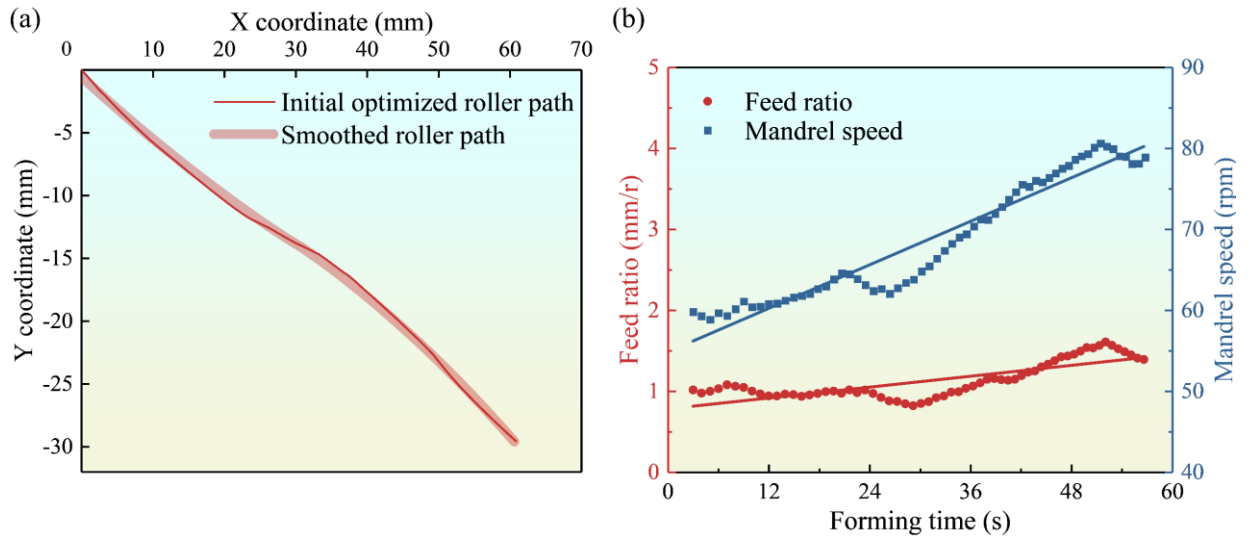 (a)
X coordinate (mm)
0 10 20 30 40 50 60 70
Initial optimized roller path
Smoothed roller path
-5
-10
-15
-20
-25
-30
Y coordinate (mm)
(b)
5
4
3
2
1
0
Feed ratio (mm/r)
Feed ratio
Mandrel speed
90
80
70
60
50
40
Mandrel speed (rpm)
0 12 24 36 48 60
Forming time (s)